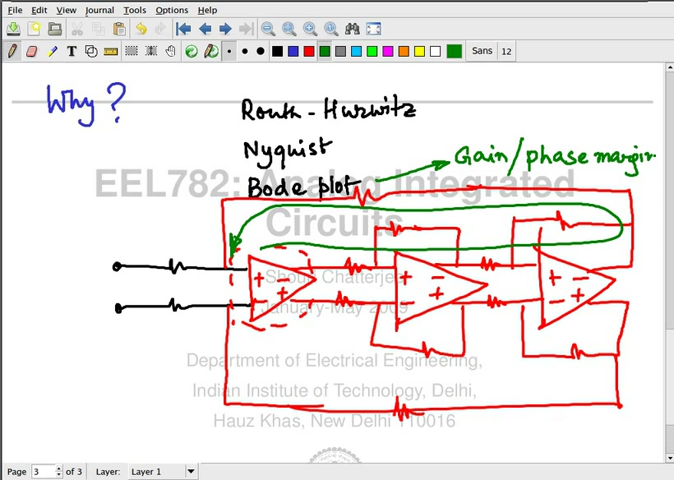 File Edit View Journal Tools Options Help
Sans 12
Why?
Routh-Hurwitz
Nyquist
Gain/phase margin
Bode plot
EEL782: Analog Integrated
Circuits
Shouri Chatterjee
January-May 2009
Department of Electrical Engineering,
Indian Institute of Technology, Delhi,
Hauz Khas, New Delhi 110016
+ - - +
+ - - +
+ - - +
Page 3 of 3 Layer: Layer 1